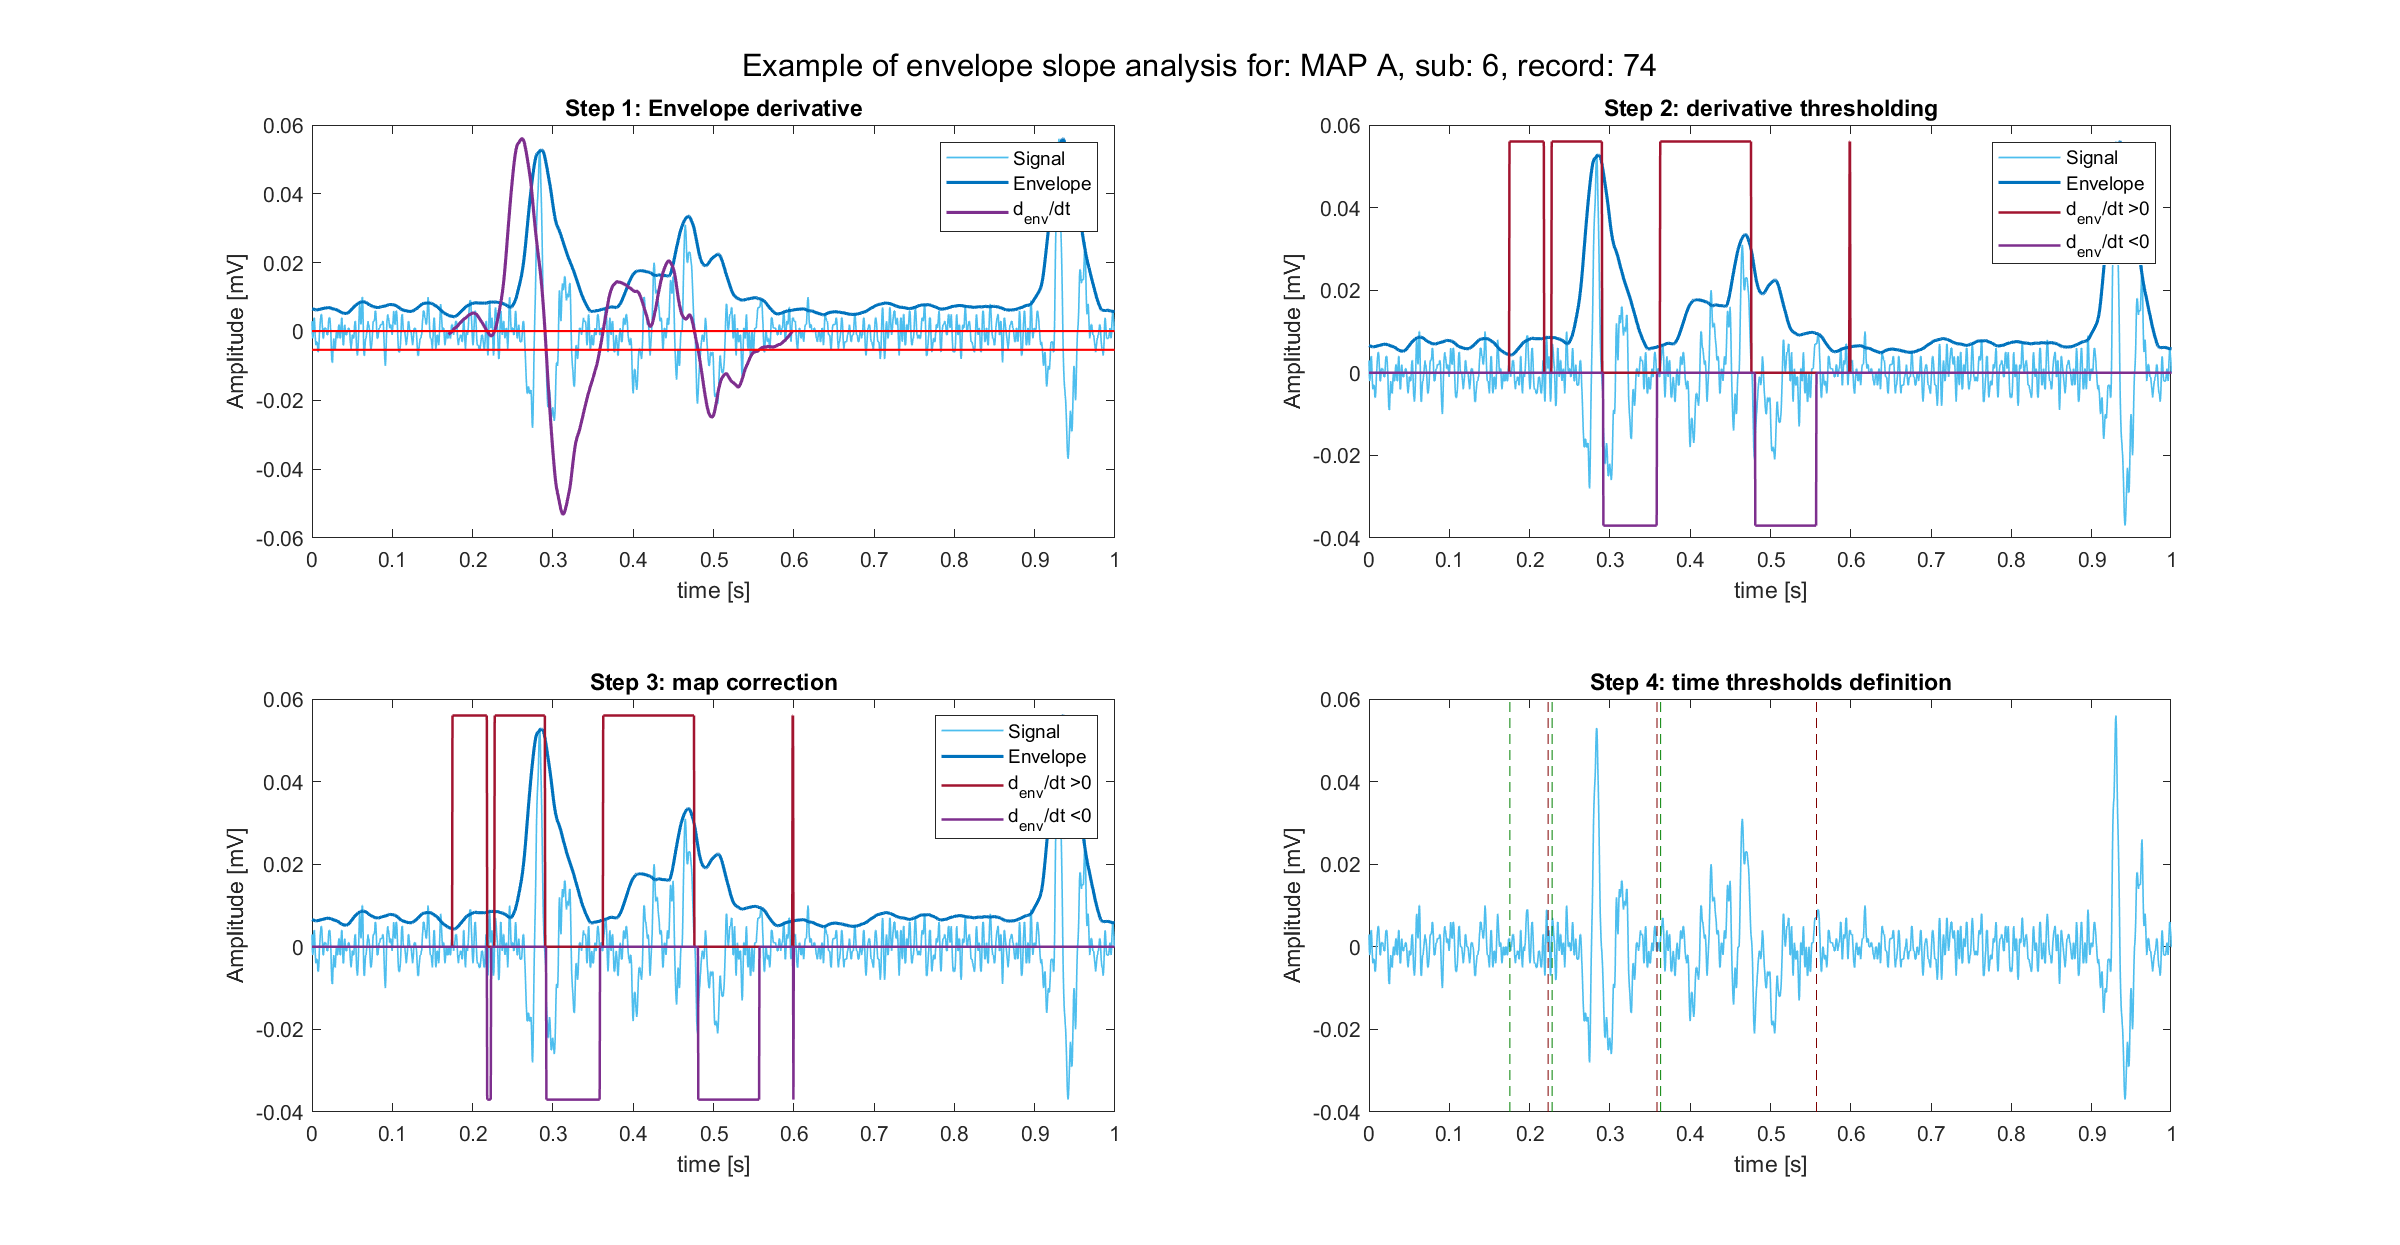 Example of envelope slope analysis for: MAP A, sub: 6, record: 74
Step 1: Envelope derivative
0.06
0.04
0.02
0
-0.02
-0.04
-0.06
Amplitude [mV]
0 0.1 0.2 0.3 0.4 0.5 0.6 0.7 0.8 0.9 1
time [s]
Signal
Envelope
d_env/dt
Step 2: derivative thresholding
0.06
0.04
0.02
0
-0.02
-0.04
Amplitude [mV]
0 0.1 0.2 0.3 0.4 0.5 0.6 0.7 0.8 0.9 1
time [s]
Signal
Envelope
d_env/dt >0
d_env/dt <0
Step 3: map correction
0.06
0.04
0.02
0
-0.02
-0.04
Amplitude [mV]
0 0.1 0.2 0.3 0.4 0.5 0.6 0.7 0.8 0.9 1
time [s]
Signal
Envelope
d_env/dt >0
d_env/dt <0
Step 4: time thresholds definition
0.06
0.04
0.02
0
-0.02
-0.04
Amplitude [mV]
0 0.1 0.2 0.3 0.4 0.5 0.6 0.7 0.8 0.9 1
time [s]